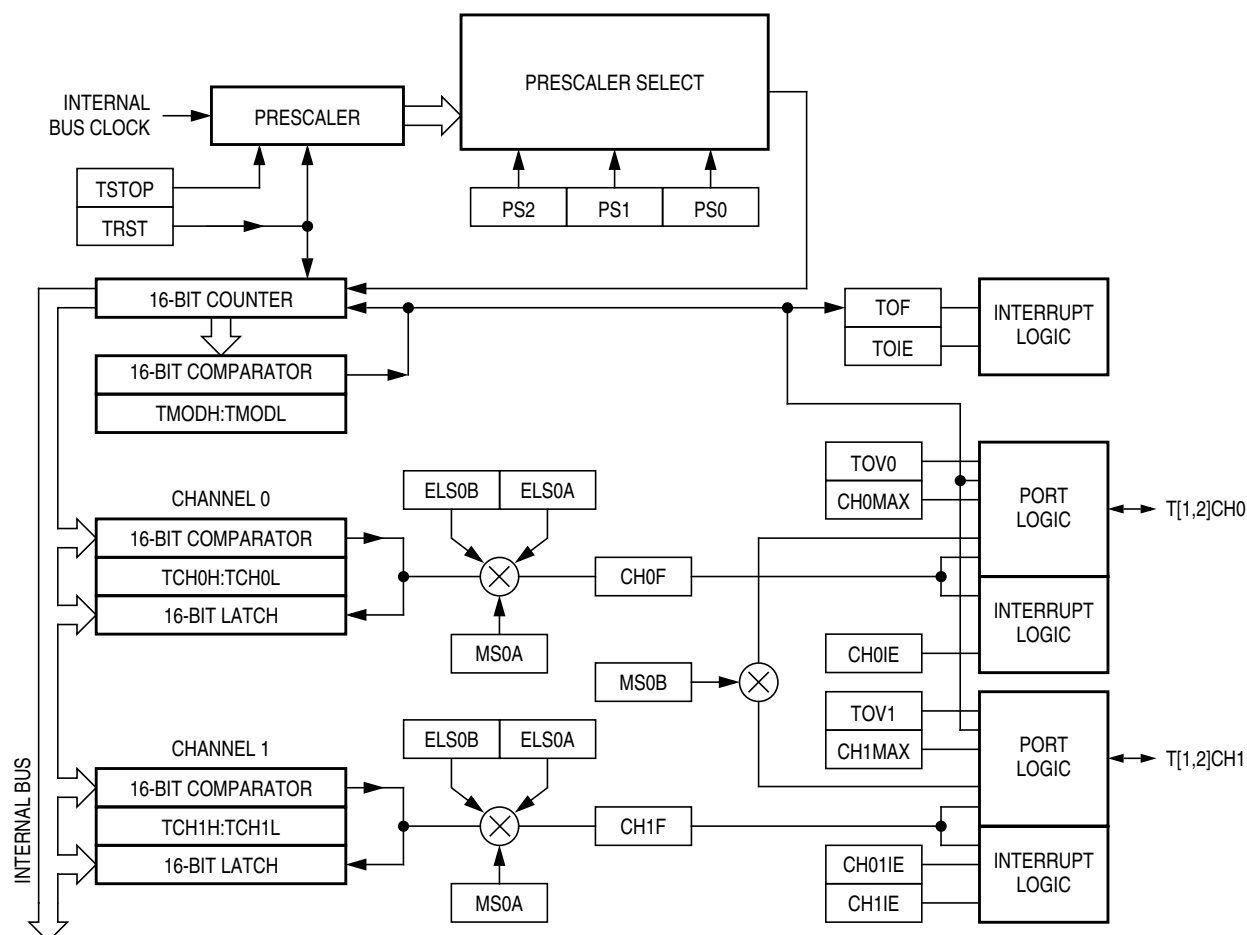 PRESCALER SELECT
INTERNAL
BUS CLOCK
PRESCALER
TSTOP
TRST
PS2
PS1
PS0
16-BIT COUNTER
TOF
TOIE
INTERRUPT
LOGIC
16-BIT COMPARATOR
TMODH:TMODL
CHANNEL 0
ELS0B
ELS0A
TOV0
CH0MAX
PORT
LOGIC
T[1,2]CH0
16-BIT COMPARATOR
TCH0H:TCH0L
16-BIT LATCH
CH0F
MS0A
INTERRUPT
LOGIC
CH0IE
MS0B
CHANNEL 1
ELS0B
ELS0A
TOV1
CH1MAX
PORT
LOGIC
T[1,2]CH1
16-BIT COMPARATOR
TCH1H:TCH1L
16-BIT LATCH
CH1F
MS0A
CH01IE
CH1IE
INTERRUPT
LOGIC
INTERNAL BUS